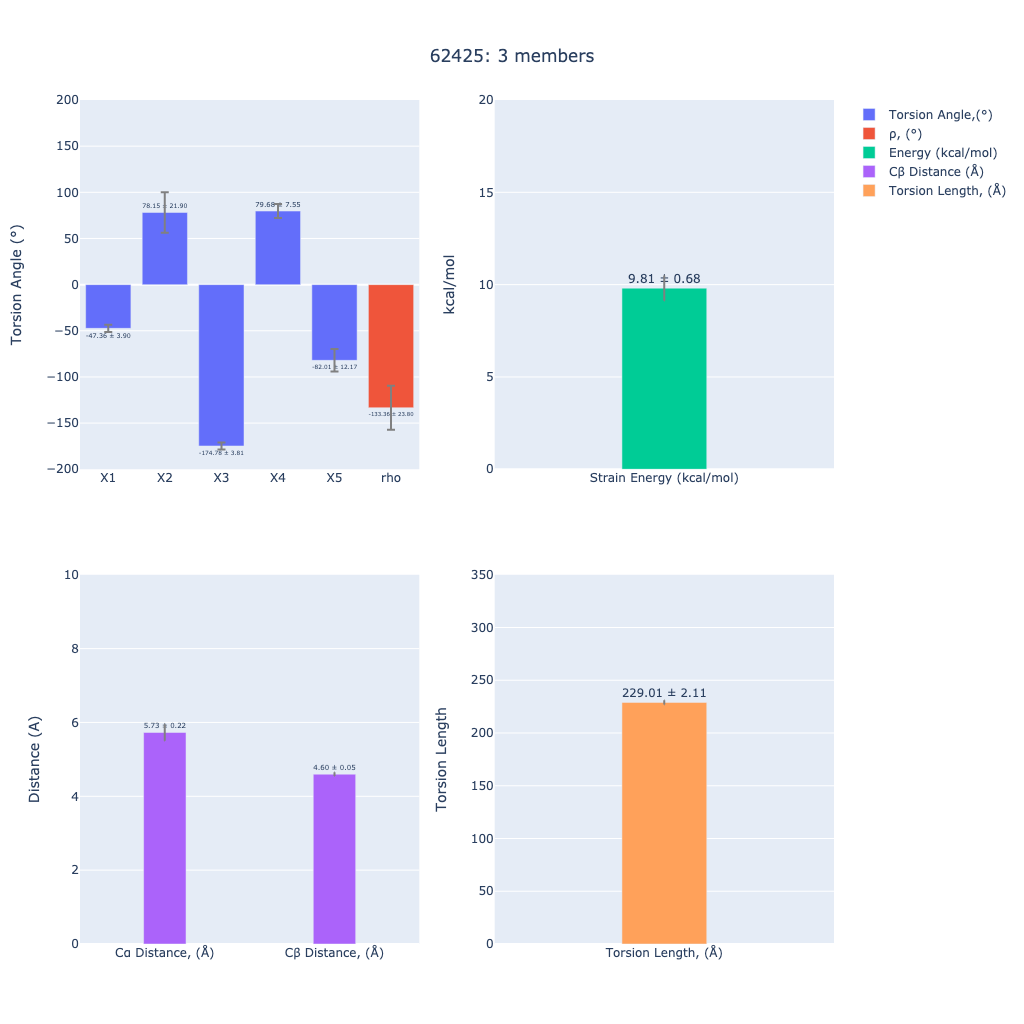 62425: 3 members
200
150
100
50
0
−50
−100
−150
−200
Torsion Angle (°)
78.15 ± 21.90
79.68 ± 7.55
-47.36 ± 3.90
-82.01 ± 12.17
-133.36 ± 23.80
-174.78 ± 3.81
X1 X2 X3 X4 X5 rho
20
15
10
5
0
kcal/mol
9.81 ± 0.68
Strain Energy (kcal/mol)
Torsion Angle,(°)
ρ, (°)
Energy (kcal/mol)
Cβ Distance (Å)
Torsion Length, (Å)
10
8
6
4
2
0
Distance (A)
5.73 ± 0.22
4.60 ± 0.05
Cα Distance, (Å) Cβ Distance, (Å)
350
300
250
200
150
100
50
0
Torsion Length
229.01 ± 2.11
Torsion Length, (Å)